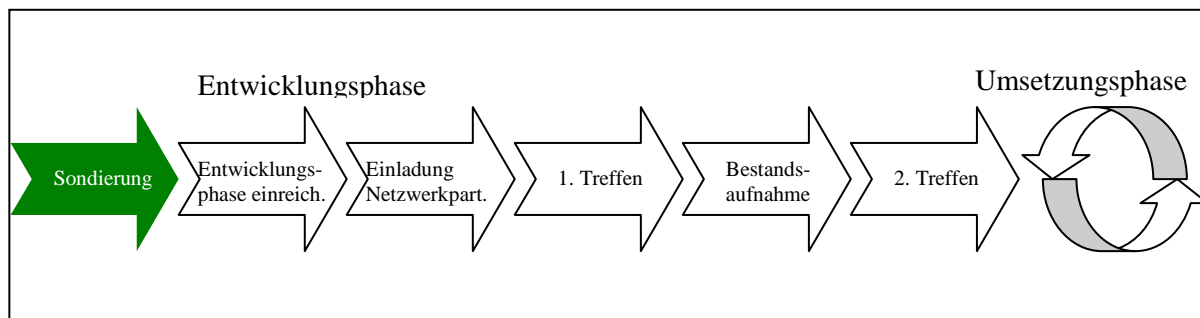 Entwicklungsphase
Umsetzungsphase
Sondierung
Entwicklungs-
phase einreich.
Einladung
Netzwerkpart.
1. Treffen
Bestands-
aufnahme
2. Treffen